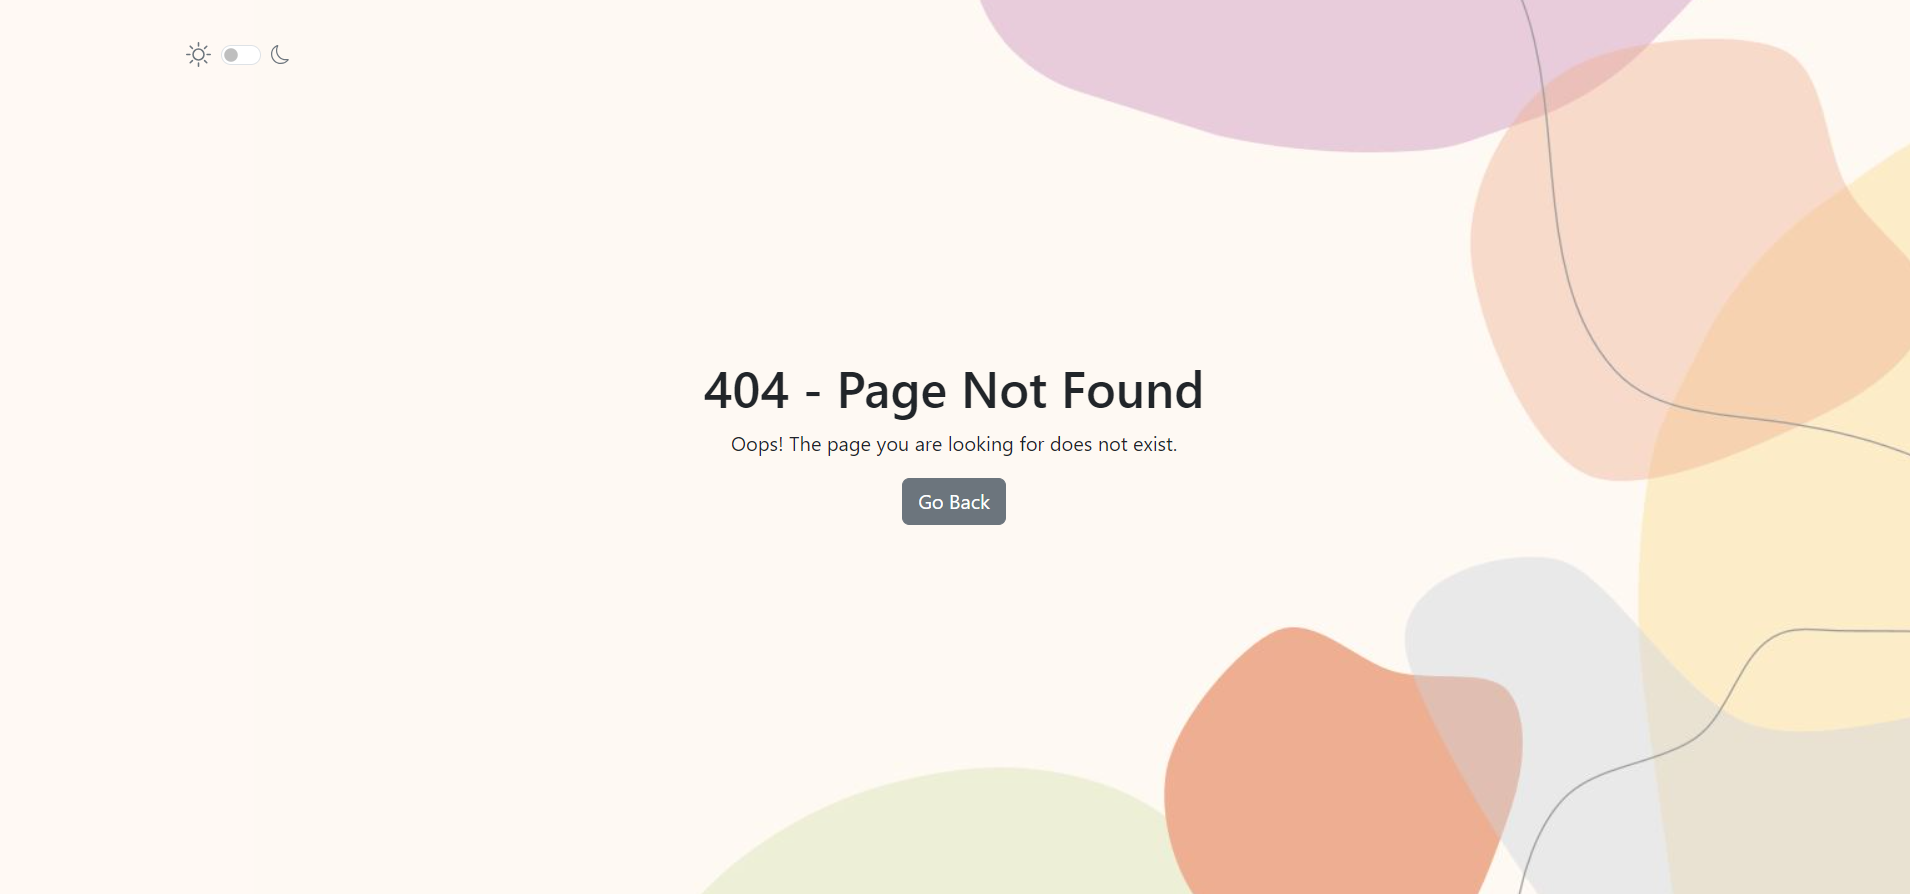 404 - Page Not Found
Oops! The page you are looking for does not exist.
Go Back